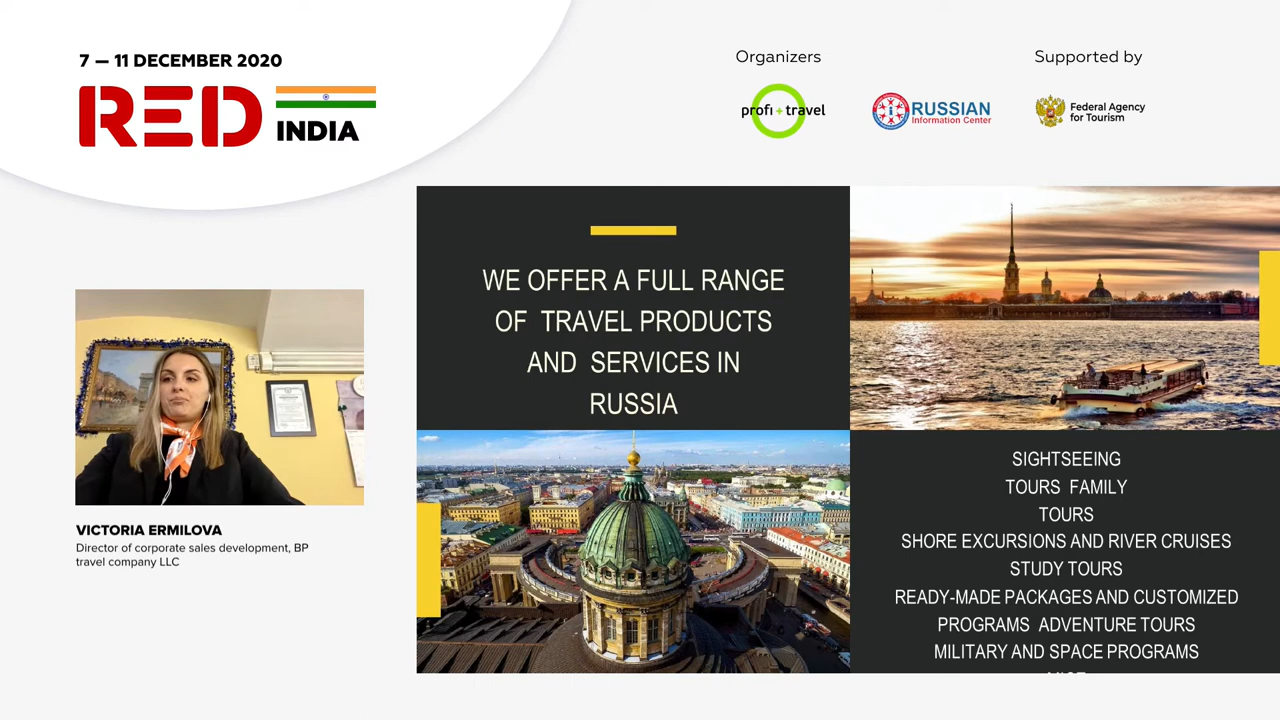 7 — 11 DECEMBER 2020
RED
INDIA
Organizers
Supported by
profi + travel
RUSSIAN
Information Center
Federal Agency
for Tourism
WE OFFER A FULL RANGE
OF TRAVEL PRODUCTS
AND SERVICES IN
RUSSIA
SIGHTSEEING
TOURS FAMILY
TOURS
SHORE EXCURSIONS AND RIVER CRUISES
STUDY TOURS
READY-MADE PACKAGES AND CUSTOMIZED
PROGRAMS ADVENTURE TOURS
MILITARY AND SPACE PROGRAMS
VICTORIA ERMILOVA
Director of corporate sales development, BP
travel company LLC